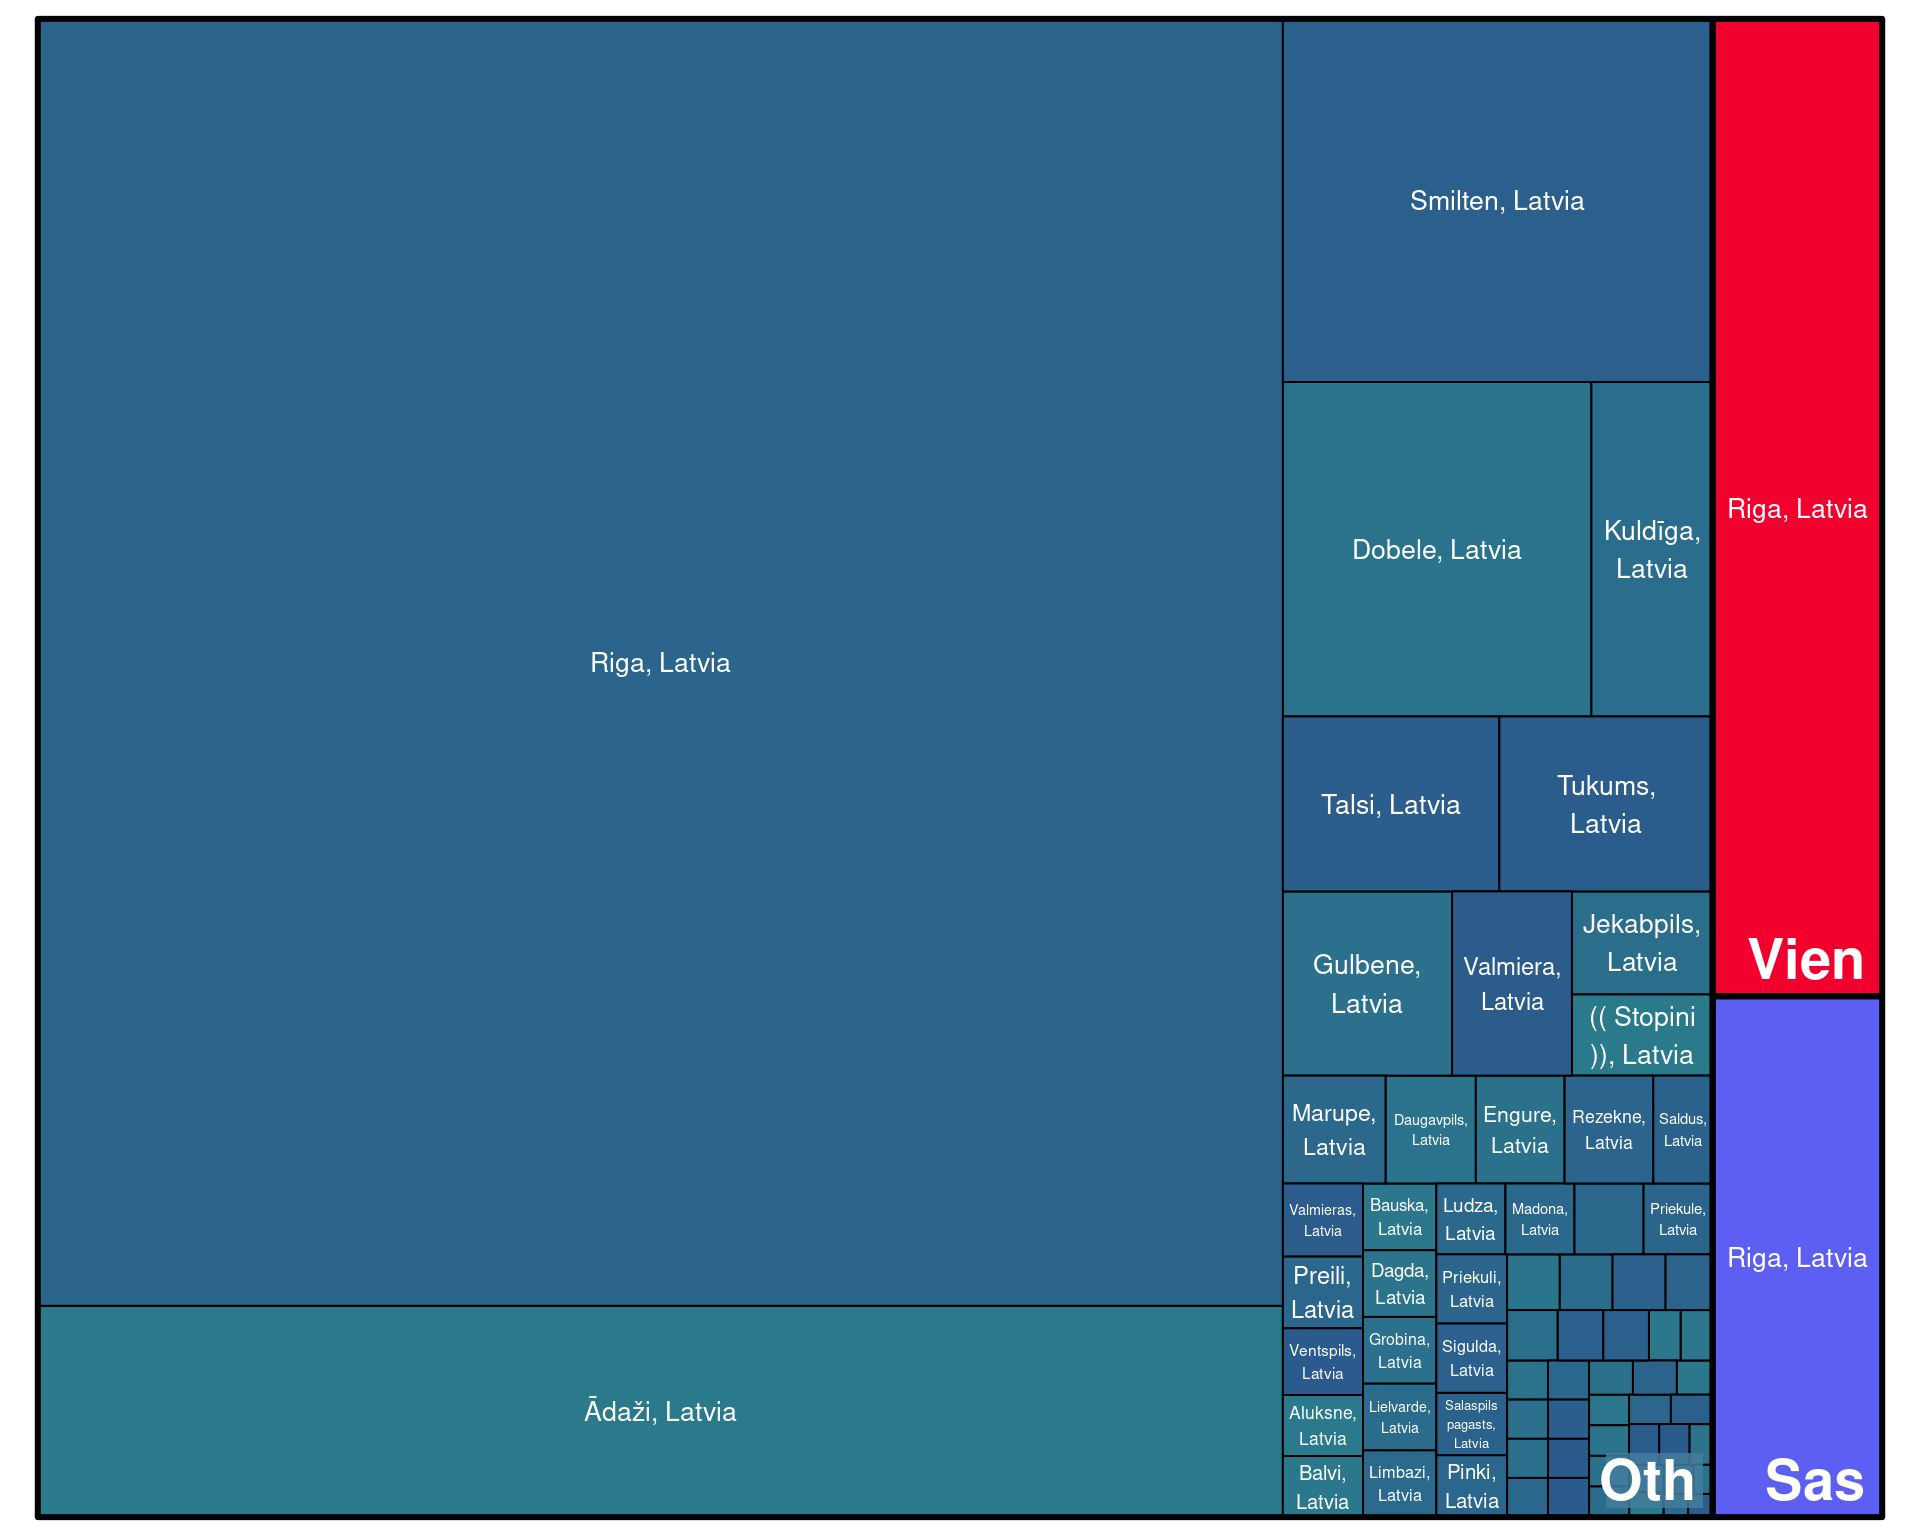 Riga, Latvia
Ādaži, Latvia
Smilten, Latvia
Dobele, Latvia
Kuldīga,
Latvia
Talsi, Latvia
Tukums,
Latvia
Gulbene,
Latvia
Valmiera,
Latvia
Jekabpils,
Latvia
(( Stopini
)), Latvia
Marupe,
Latvia
Daugavpils,
Latvia
Engure,
Latvia
Rezekne,
Latvia
Saldus,
Latvia
Valmieras,
Latvia
Preili,
Latvia
Ventspils,
Latvia
Aluksne,
Latvia
Balvi,
Latvia
Bauska,
Latvia
Dagda,
Latvia
Grobina,
Latvia
Lielvarde,
Latvia
Limbazi,
Latvia
Ludza,
Latvia
Priekuli,
Latvia
Sigulda,
Latvia
Salaspils
pagasts,
Latvia
Pinki,
Latvia
Madona,
Latvia
Priekule,
Latvia
Oth
Riga, Latvia
Vien
Riga, Latvia
Sas